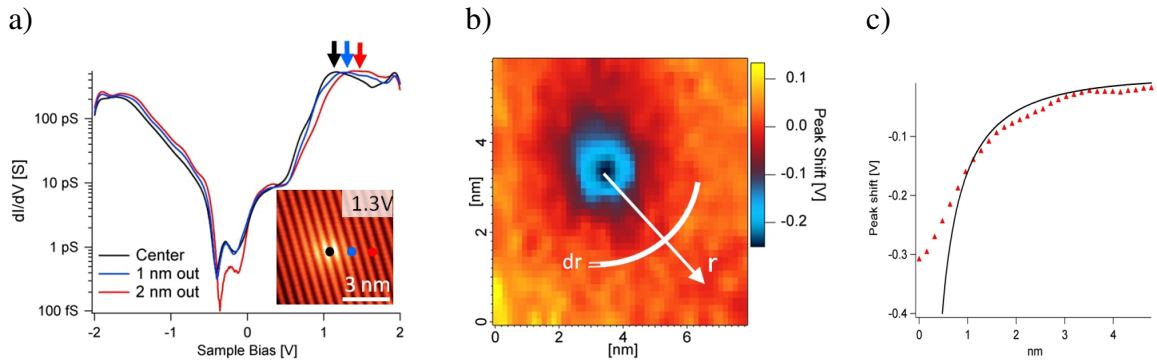 a)
100 pS
10 pS
1 pS
100 fS
dI/dV [S]
-2
-1
0
1
2
Sample Bias [V]
Center
1 nm out
2 nm out
1.3V
3 nm
b)
4
2
0
[nm]
0
2
4
6
[nm]
dr
r
0.1
0.0
-0.1
-0.2
Peak Shift [V]
c)
-0.1
-0.2
-0.3
-0.4
Peak shift [V]
0
1
2
3
4
nm